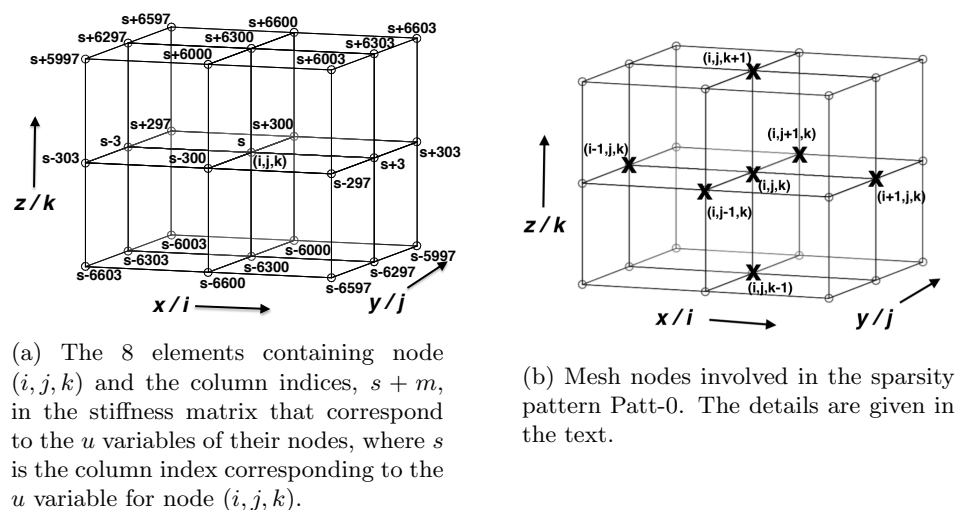 s+6597
s+6600
s+6603
s+6297
s+6300
s+6303
s+5997
s+6000
s+6003
s+297
s+300
s+303
s-3
s
s+3
s-303
s-300
(i,j,k)
s-297
s-6003
s-6000
s-5997
s-6303
s-6300
s-6297
s-6603
s-6600
s-6597
z / k
x / i
y / j
(i,j,k+1)
(i-1,j,k)
(i,j+1,k)
(i,j,k)
(i+1,j,k)
(i,j-1,k)
(i,j,k-1)
z / k
x / i
y / j
(a) The 8 elements containing node
(i, j, k) and the column indices, s + m,
in the stiffness matrix that correspond
to the u variables of their nodes, where s
is the column index corresponding to the
u variable for node (i, j, k).
(b) Mesh nodes involved in the sparsity
pattern Patt-0. The details are given in
the text.